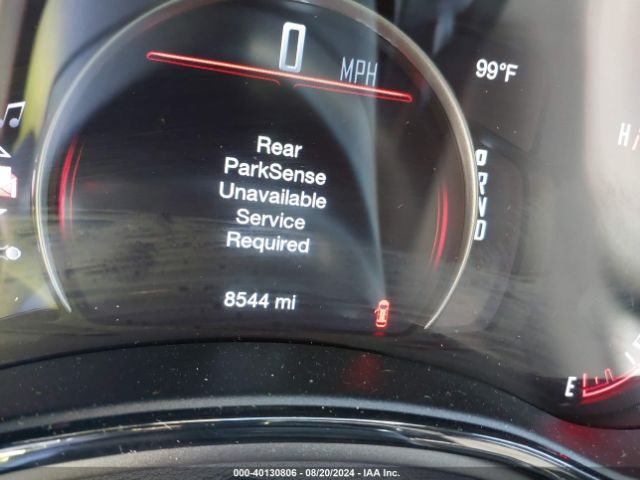 0 MPH
99°F
Rear
ParkSense
Unavailable
Service
Required
P
R
N
D
8544 mi
H
E
000-40130806 - 08/20/2024 - IAA Inc.